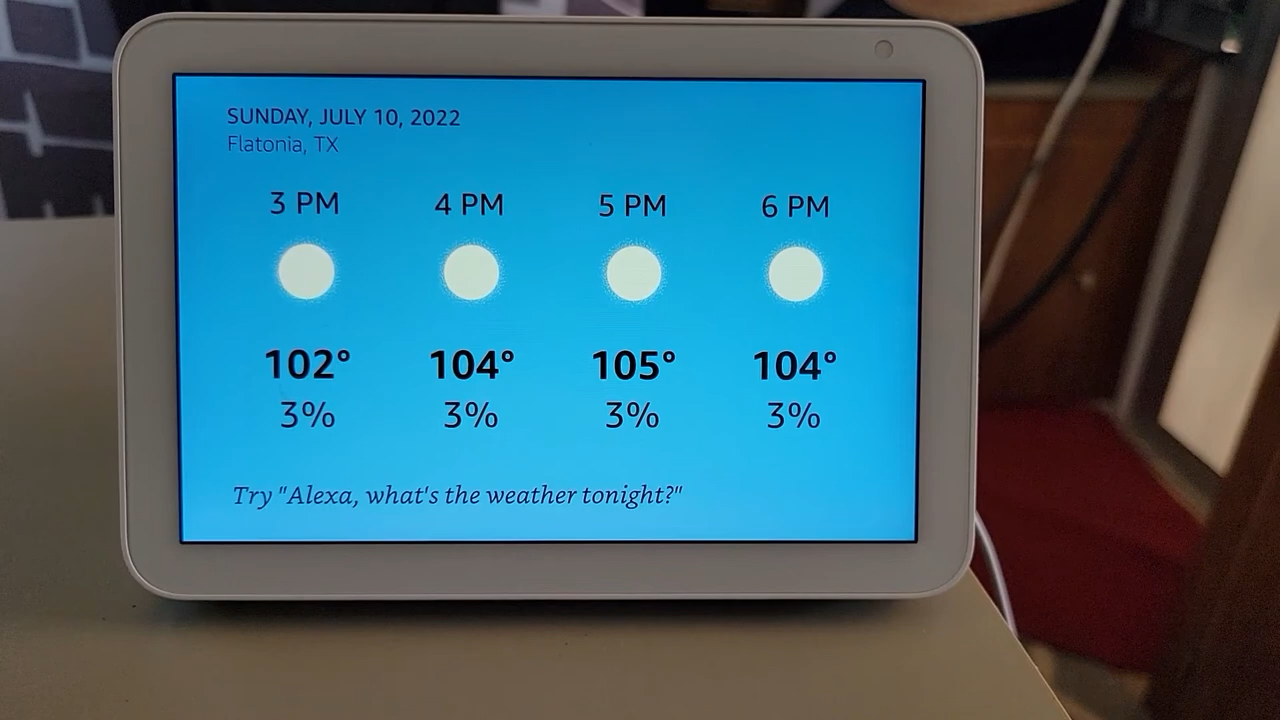 SUNDAY, JULY 10, 2022
Flatonia, TX
3 PM 4 PM 5 PM 6 PM
102° 104° 105° 104°
3% 3% 3% 3%
Try "Alexa, what's the weather tonight?"